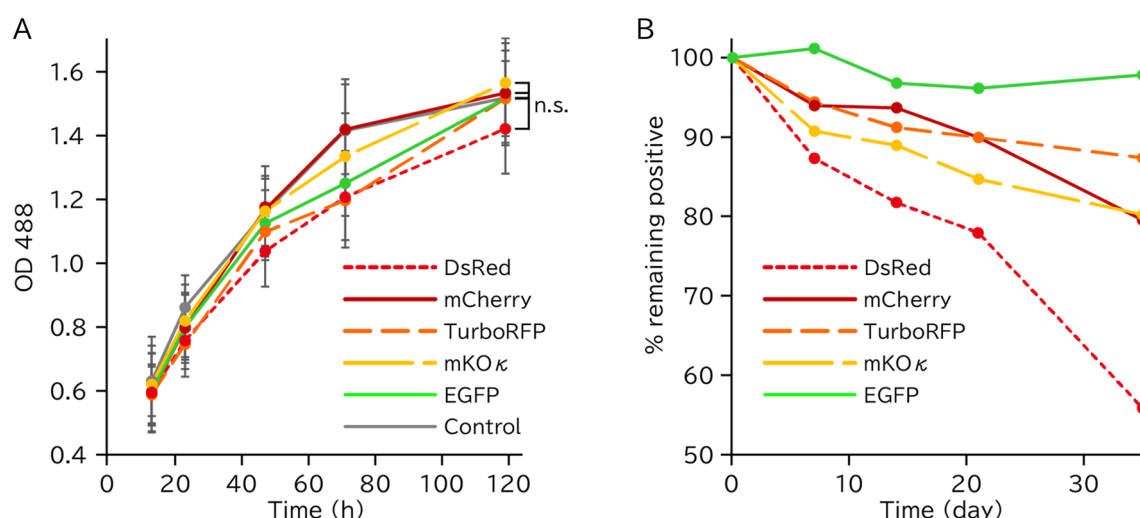 A
OD 488
1.6
1.4
1.2
1.0
0.8
0.6
0.4
0 20 40 60 80 100 120
Time (h)
n.s.
DsRed
mCherry
TurboRFP
mKOκ
EGFP
Control
B
% remaining positive
100
90
80
70
60
50
0 10 20 30
Time (day)
DsRed
mCherry
TurboRFP
mKOκ
EGFP